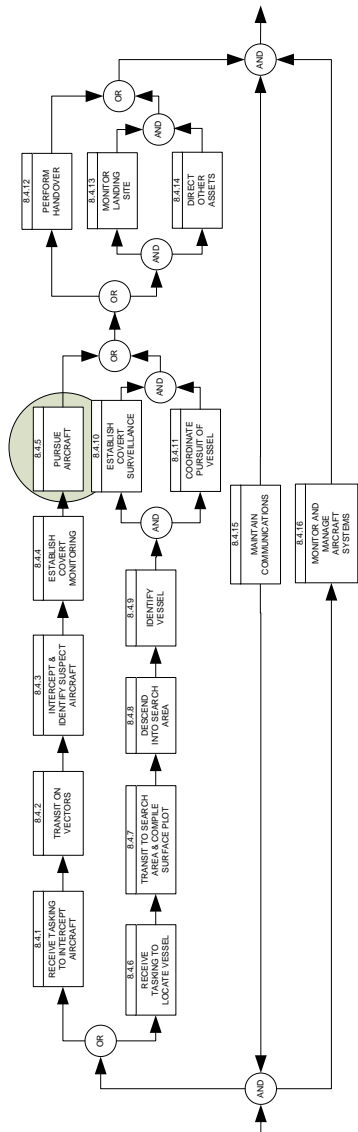 AND
OR
8.4.1
RECEIVE TASKING
TO INTERCEPT
AIRCRAFT
8.4.2
TRANSIT ON
VECTORS
8.4.3
INTERCEPT &
IDENTIFY SUSPECT
AIRCRAFT
8.4.4
ESTABLISH
COVERT
MONITORING
8.4.5
PURSUE
AIRCRAFT
8.4.6
RECEIVE
TASKING TO
LOCATE VESSEL
8.4.7
TRANSIT TO SEARCH
AREA & COMPILE
SURFACE PILOT
8.4.8
DESCEND
INTO SEARCH
AREA
8.4.9
IDENTIFY
VESSEL
AND
8.4.10
ESTABLISH
COVERT
SURVEILLANCE
8.4.11
COORDINATE
PURSUIT OF
VESSEL
AND
OR
OR
8.4.12
PERFORM
HANDOVER
AND
8.4.13
MONITOR
LANDING
SITE
8.4.14
DIRECT
OTHER
ASSETS
AND
OR
8.4.15
MAINTAIN
COMMUNICATIONS
8.4.16
MONITOR AND
MANAGE
AIRCRAFT
SYSTEMS
AND